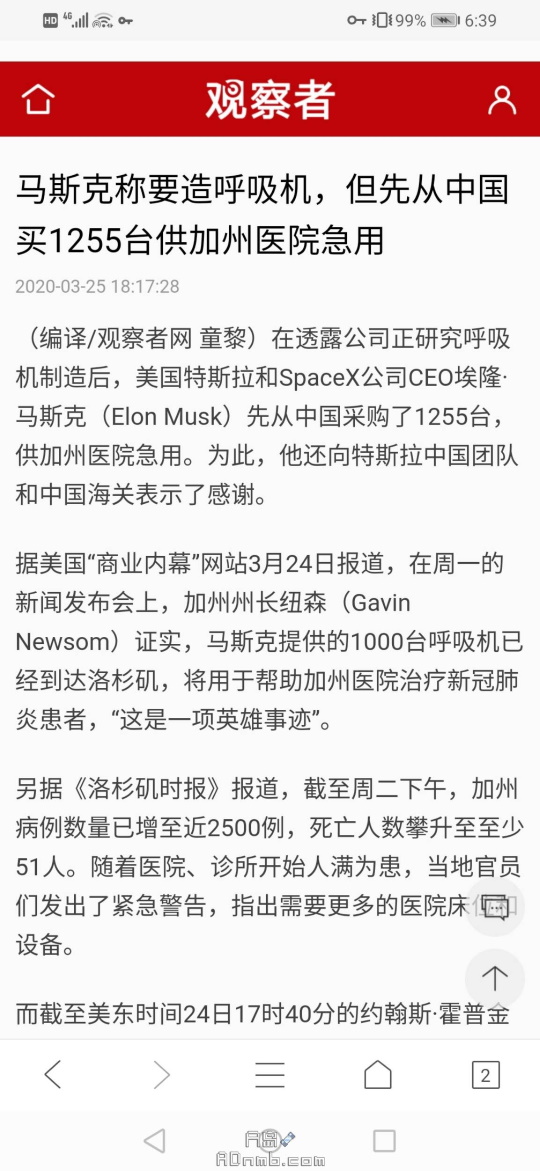 HD 4G 99% 6:39
观察者
马斯克称要造呼吸机，但先从中国
买1255台供加州医院急用
2020-03-25 18:17:28
（编译/观察者网 童黎）在透露公司正研究呼吸
机制造后，美国特斯拉和SpaceX公司CEO埃隆·
马斯克（Elon Musk）先从中国采购了1255台，
供加州医院急用。为此，他还向特斯拉中国团队
和中国海关表示了感谢。
据美国“商业内幕”网站3月24日报道，在周一的
新闻发布会上，加州州长纽森（Gavin
Newsom）证实，马斯克提供的1000台呼吸机已
经到达洛杉矶，将用于帮助加州医院治疗新冠肺
炎患者，“这是一项英雄事迹”。
另据《洛杉矶时报》报道，截至周二下午，加州
病例数量已增至近2500例，死亡人数攀升至至少
51人。随着医院、诊所开始人满为患，当地官员
们发出了紧急警告，指出需要更多的医院床位和
设备。
而截至美东时间24日17时40分的约翰斯·霍普金
2
A岛
ADnmb.com